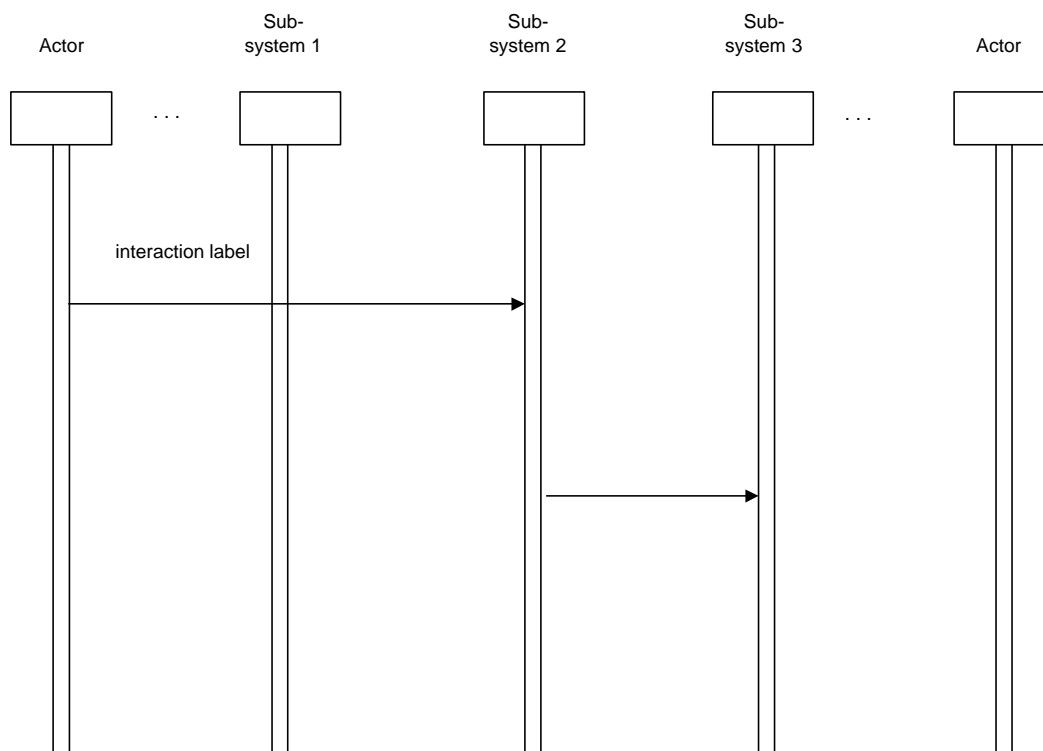 Actor
Sub-
system 1
Sub-
system 2
Sub-
system 3
Actor
. . .
. . .
interaction label